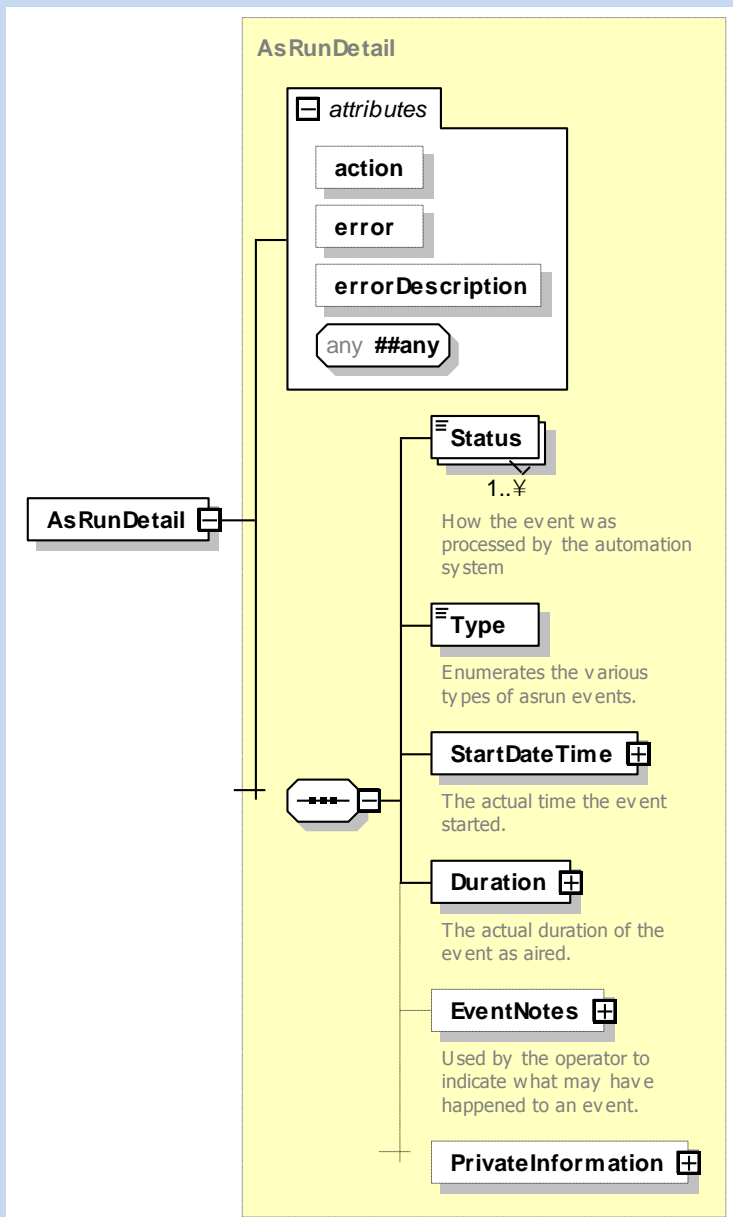 AsRunDetail
attributes
action
error
errorDescription
any ##any
AsRunDetail
Status
1..¥
How the event was
processed by the automation
system
Type
Enumerates the various
types of asrun events.
StartDateTime
The actual time the event
started.
Duration
The actual duration of the
event as aired.
EventNotes
Used by the operator to
indicate what may have
happened to an event.
PrivateInformation